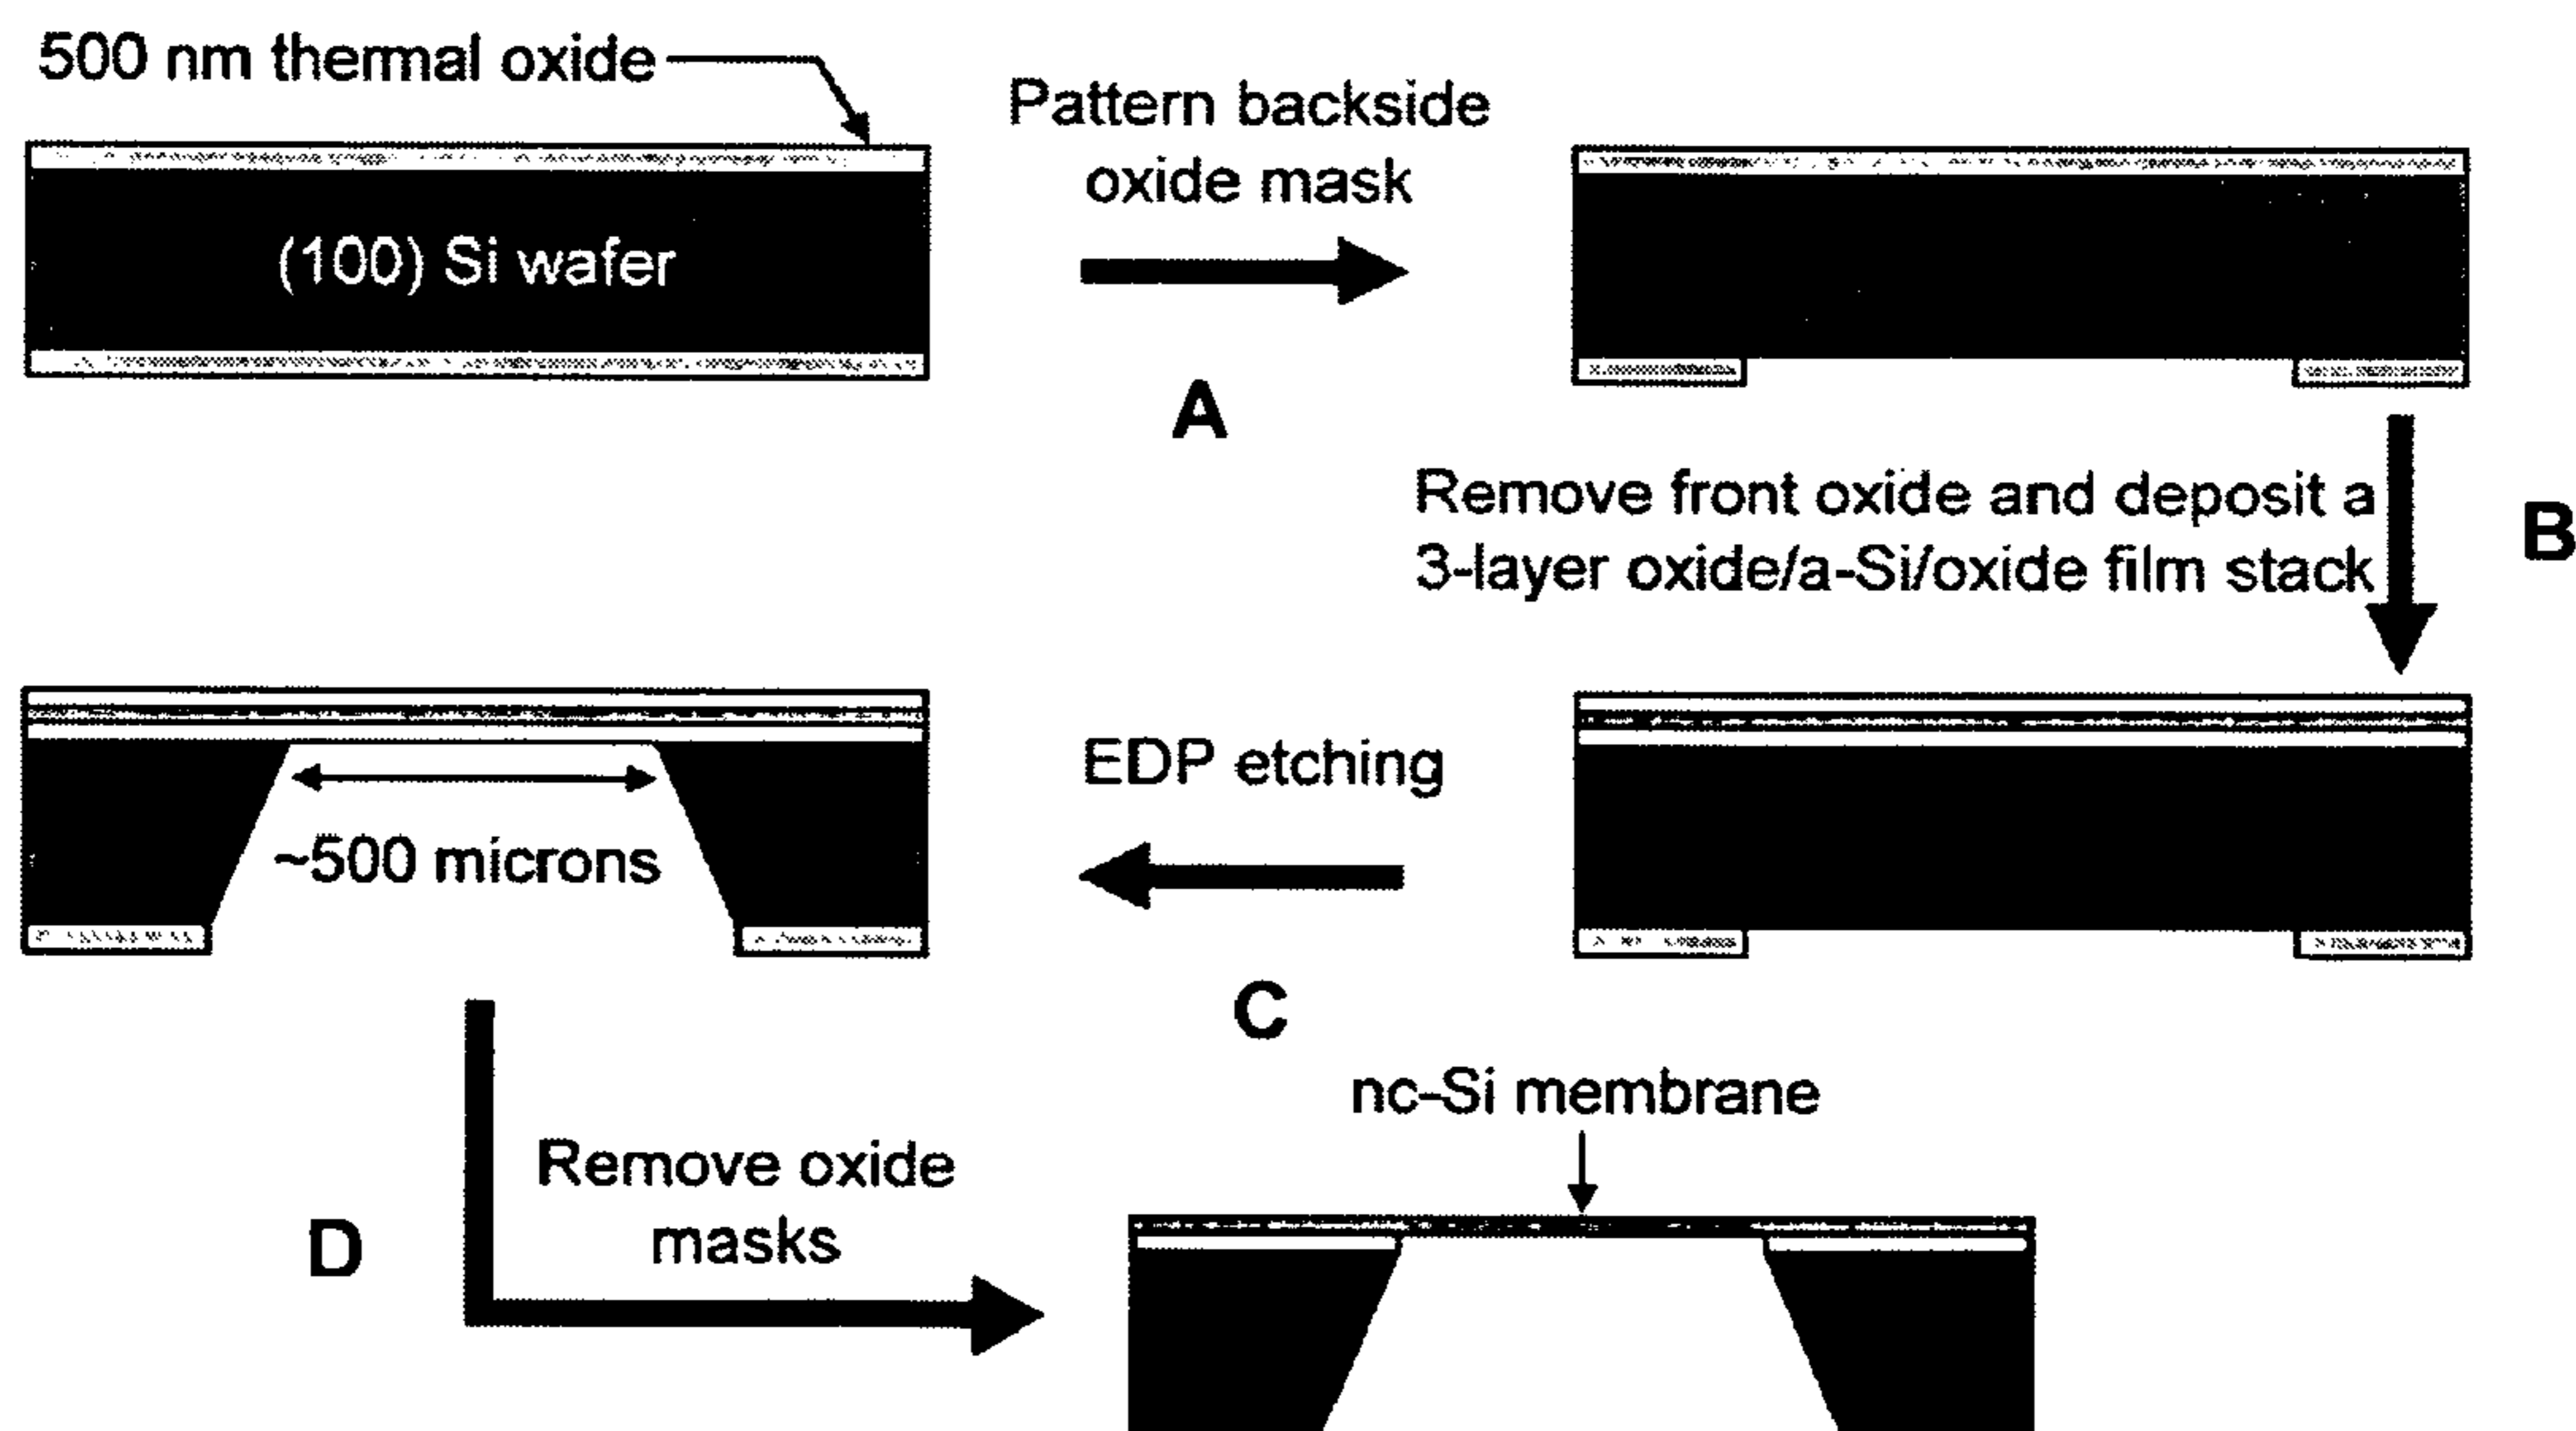 500 nm thermal oxide
Pattern backside
oxide mask
(100) Si wafer
A
Remove front oxide and deposit a
3-layer oxide/a-Si/oxide film stack
B
EDP etching
~500 microns
C
nc-Si membrane
Remove oxide
masks
D